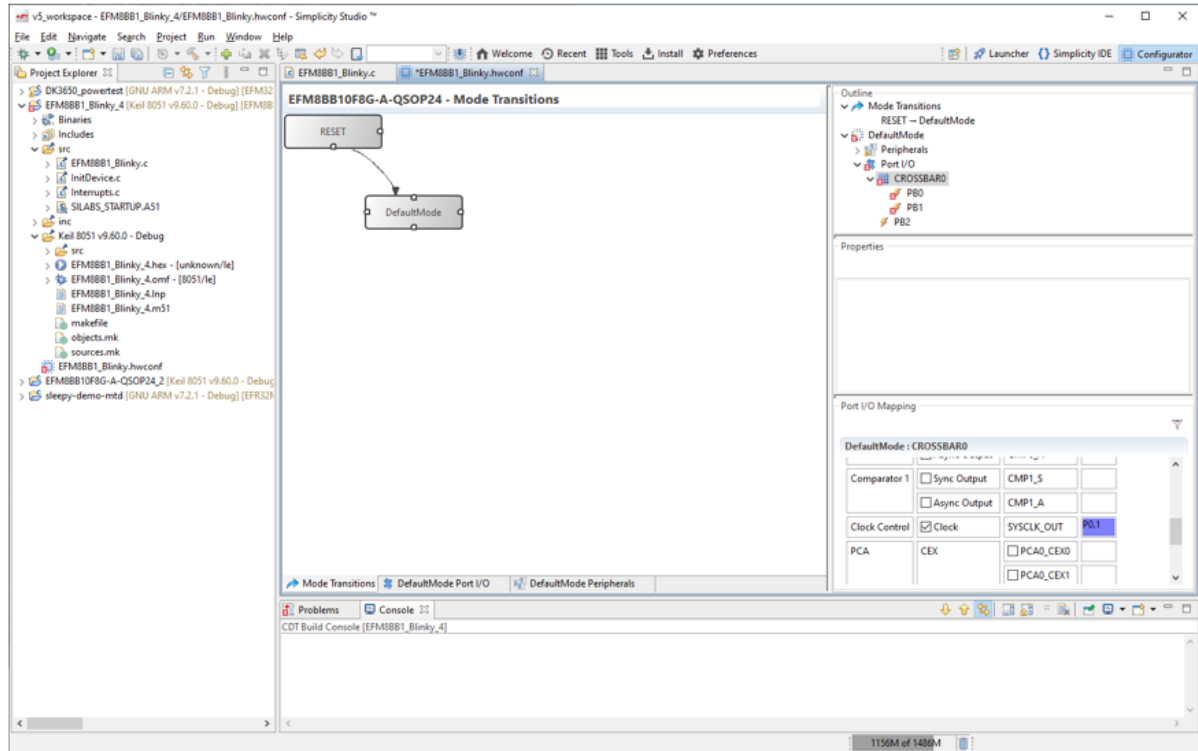 v5_workspace - EFM8BB1_Blinky_4/EFM8BB1_Blinky.hwconf - Simplicity Studio ™
File Edit Navigate Search Project Run Window Help
Welcome Recent Tools Install Preferences Launcher Simplicity IDE Configurator
Project Explorer
DK3650_powertest [GNU ARM v7.2.1 - Debug] [EFM32
EFM8BB1_Blinky_4 [Keil 8051 v9.60.0 - Debug] [EFM8B
Binaries
Includes
src
EFM8BB1_Blinky.c
InitDevice.c
Interrupts.c
SILABS_STARTUP.A51
inc
Keil 8051 v9.60.0 - Debug
src
EFM8BB1_Blinky_4.hex - [unknown/le]
EFM8BB1_Blinky_4.omf - [8051/le]
EFM8BB1_Blinky_4.lnp
EFM8BB1_Blinky_4.m51
makefile
objects.mk
sources.mk
EFM8BB1_Blinky.hwconf
EFM8BB10F8G-A-QSOP24_2 [Keil 8051 v9.60.0 - Debug
sleepy-demo-mtd [GNU ARM v7.2.1 - Debug] [EFR32M
EFM8BB1_Blinky.c *EFM8BB1_Blinky.hwconf
EFM8BB10F8G-A-QSOP24 - Mode Transitions
RESET
DefaultMode
Mode Transitions DefaultMode Port I/O DefaultMode Peripherals
Outline
Mode Transitions
RESET → DefaultMode
DefaultMode
Peripherals
Port I/O
CROSSBAR0
PB0
PB1
PB2
Properties
Port I/O Mapping
DefaultMode : CROSSBAR0
Comparator 1 Sync Output CMP1_S
Async Output CMP1_A
Clock Control Clock SYSCLK_OUT P0.1
PCA CEX PCA0_CEX0
PCA0_CEX1
Problems Console
CDT Build Console [EFM8BB1_Blinky_4]
1156M of 1486M